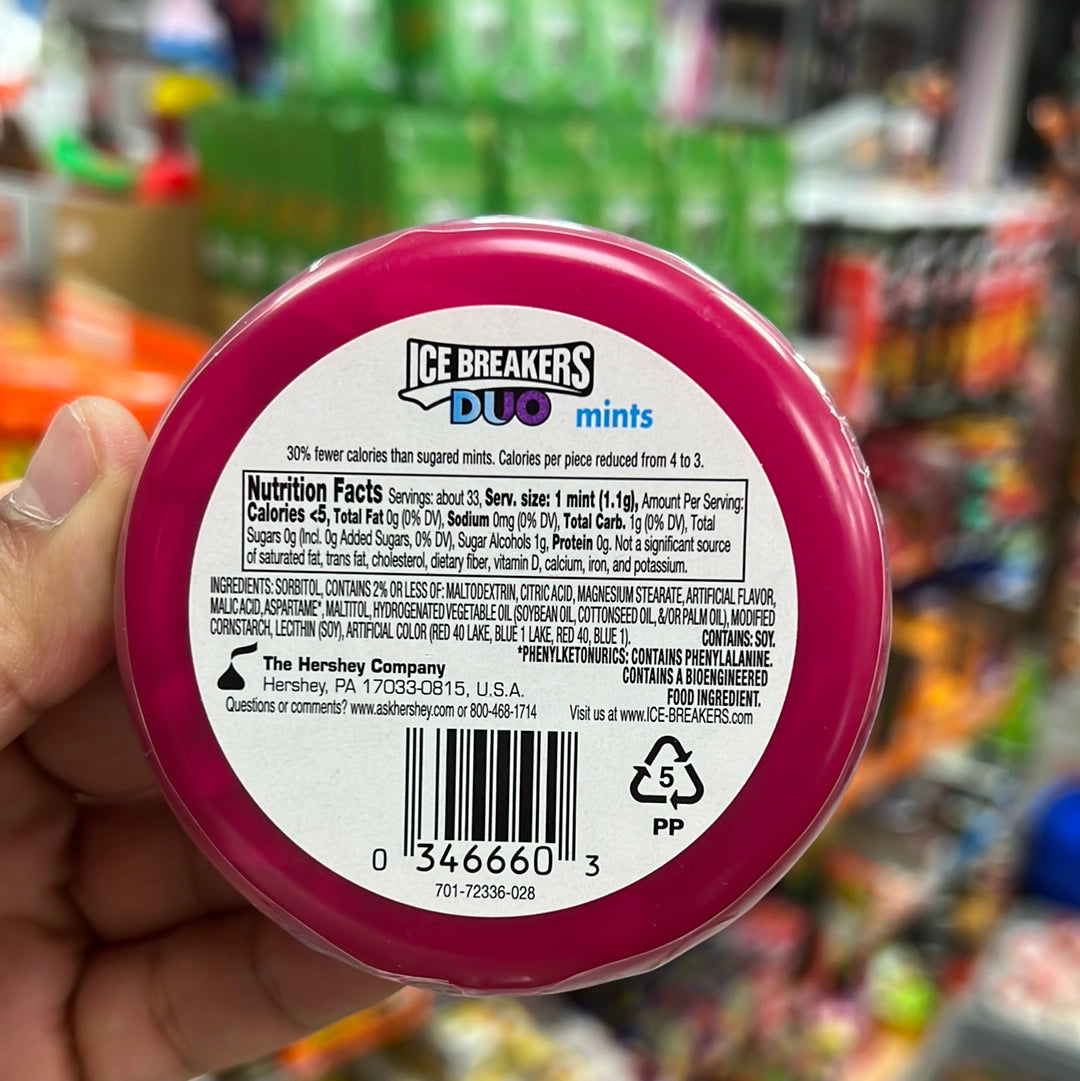 ICE BREAKERS
DUO mints
30% fewer calories than sugared mints. Calories per piece reduced from 4 to 3.
Nutrition Facts Servings: about 33, Serv. size: 1 mint (1.1g), Amount Per Serving:
Calories <5, Total Fat 0g (0% DV), Sodium 0mg (0% DV), Total Carb. 1g (0% DV), Total
Sugars 0g (Incl. 0g Added Sugars, 0% DV), Sugar Alcohols 1g, Protein 0g. Not a significant source
of saturated fat, trans fat, cholesterol, dietary fiber, vitamin D, calcium, iron, and potassium.
INGREDIENTS: SORBITOL, CONTAINS 2% OR LESS OF: MALTODEXTRIN, CITRIC ACID, MAGNESIUM STEARATE, ARTIFICIAL FLAVOR,
MALIC ACID, ASPARTAME*, MALTITOL, HYDROGENATED VEGETABLE OIL (SOYBEAN OIL, COTTONSEED OIL, &/OR PALM OIL), MODIFIED
CORNSTARCH, LECITHIN (SOY), ARTIFICIAL COLOR (RED 40 LAKE, BLUE 1 LAKE, RED 40, BLUE 1). CONTAINS: SOY.
*PHENYLKETONURICS: CONTAINS PHENYLALANINE.
CONTAINS A BIOENGINEERED
FOOD INGREDIENT.
The Hershey Company
Hershey, PA 17033-0815, U.S.A.
Questions or comments? www.askhershey.com or 800-468-1714
Visit us at www.ICE-BREAKERS.com
5
PP
0 346660 3
701-72336-028